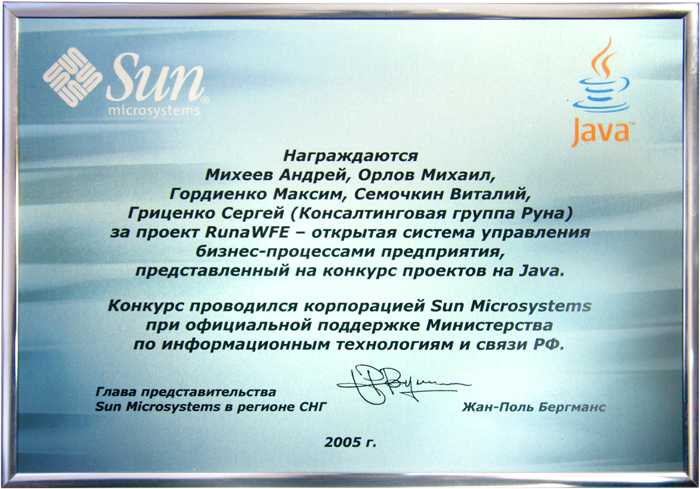 Sun
microsystems
Java™
Награждаются
Михеев Андрей, Орлов Михаил,
Гордиенко Максим, Семочкин Виталий,
Гриценко Сергей (Консалтинговая группа Руна)
за проект RunaWFE – открытая система управления
бизнес-процессами предприятия,
представленный на конкурс проектов на Java.
Конкурс проводился корпорацией Sun Microsystems
при официальной поддержке Министерства
по информационным технологиям и связи РФ.
Глава представительства
Sun Microsystems в регионе СНГ
Жан-Поль Бергманс
2005 г.